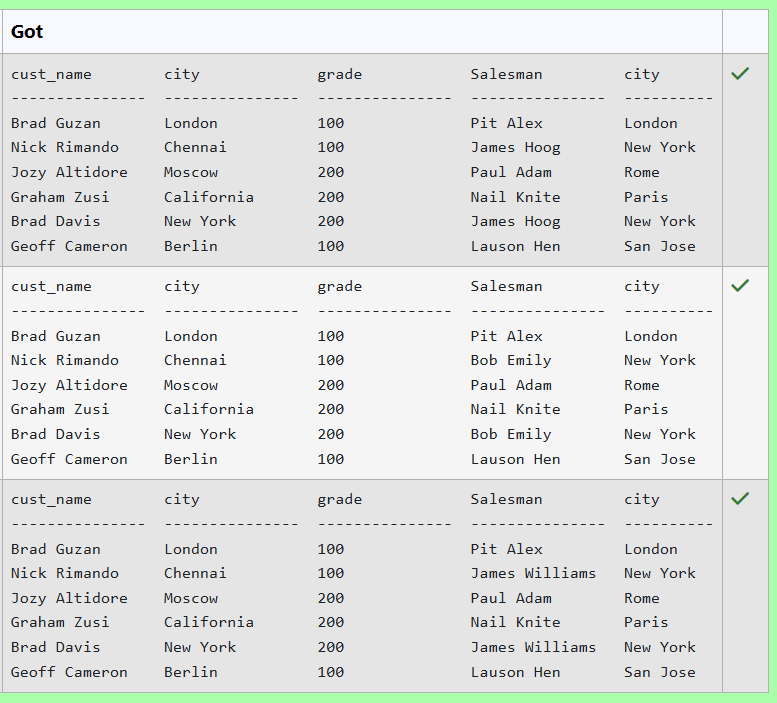 Got
cust_name        city             grade            Salesman         city
---------------  ---------------  ---------------  ---------------  ----------
Brad Guzan       London           100              Pit Alex         London
Nick Rimando     Chennai          100              James Hoog       New York
Jozy Altidore    Moscow           200              Paul Adam        Rome
Graham Zusi      California       200              Nail Knite       Paris
Brad Davis       New York         200              James Hoog       New York
Geoff Cameron    Berlin           100              Lauson Hen       San Jose
cust_name        city             grade            Salesman         city
---------------  ---------------  ---------------  ---------------  ----------
Brad Guzan       London           100              Pit Alex         London
Nick Rimando     Chennai          100              Bob Emily        New York
Jozy Altidore    Moscow           200              Paul Adam        Rome
Graham Zusi      California       200              Nail Knite       Paris
Brad Davis       New York         200              Bob Emily        New York
Geoff Cameron    Berlin           100              Lauson Hen       San Jose
cust_name        city             grade            Salesman         city
---------------  ---------------  ---------------  ---------------  ----------
Brad Guzan       London           100              Pit Alex         London
Nick Rimando     Chennai          100              James Williams   New York
Jozy Altidore    Moscow           200              Paul Adam        Rome
Graham Zusi      California       200              Nail Knite       Paris
Brad Davis       New York         200              James Williams   New York
Geoff Cameron    Berlin           100              Lauson Hen       San Jose